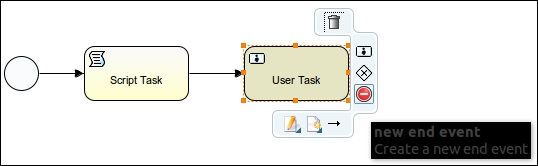 Script Task
User Task
new end event
Create a new end event